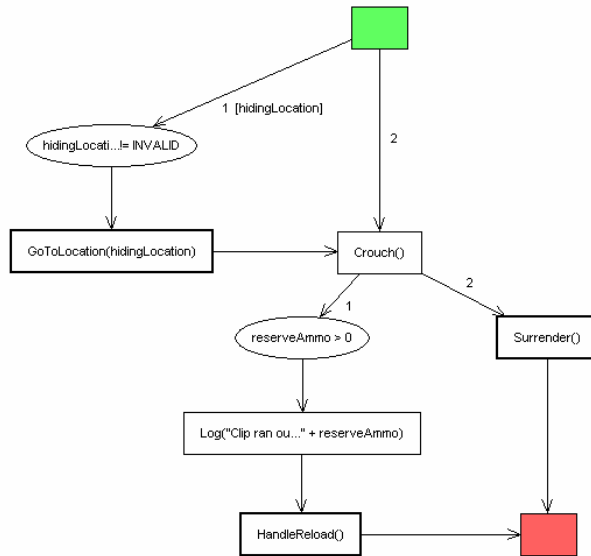 1 [hidingLocation]
2
hidingLocati...!= INVALID
GoToLocation(hidingLocation)
Crouch()
1
2
reserveAmmo > 0
Surrender()
Log("Clip ran ou..." + reserveAmmo)
HandleReload()